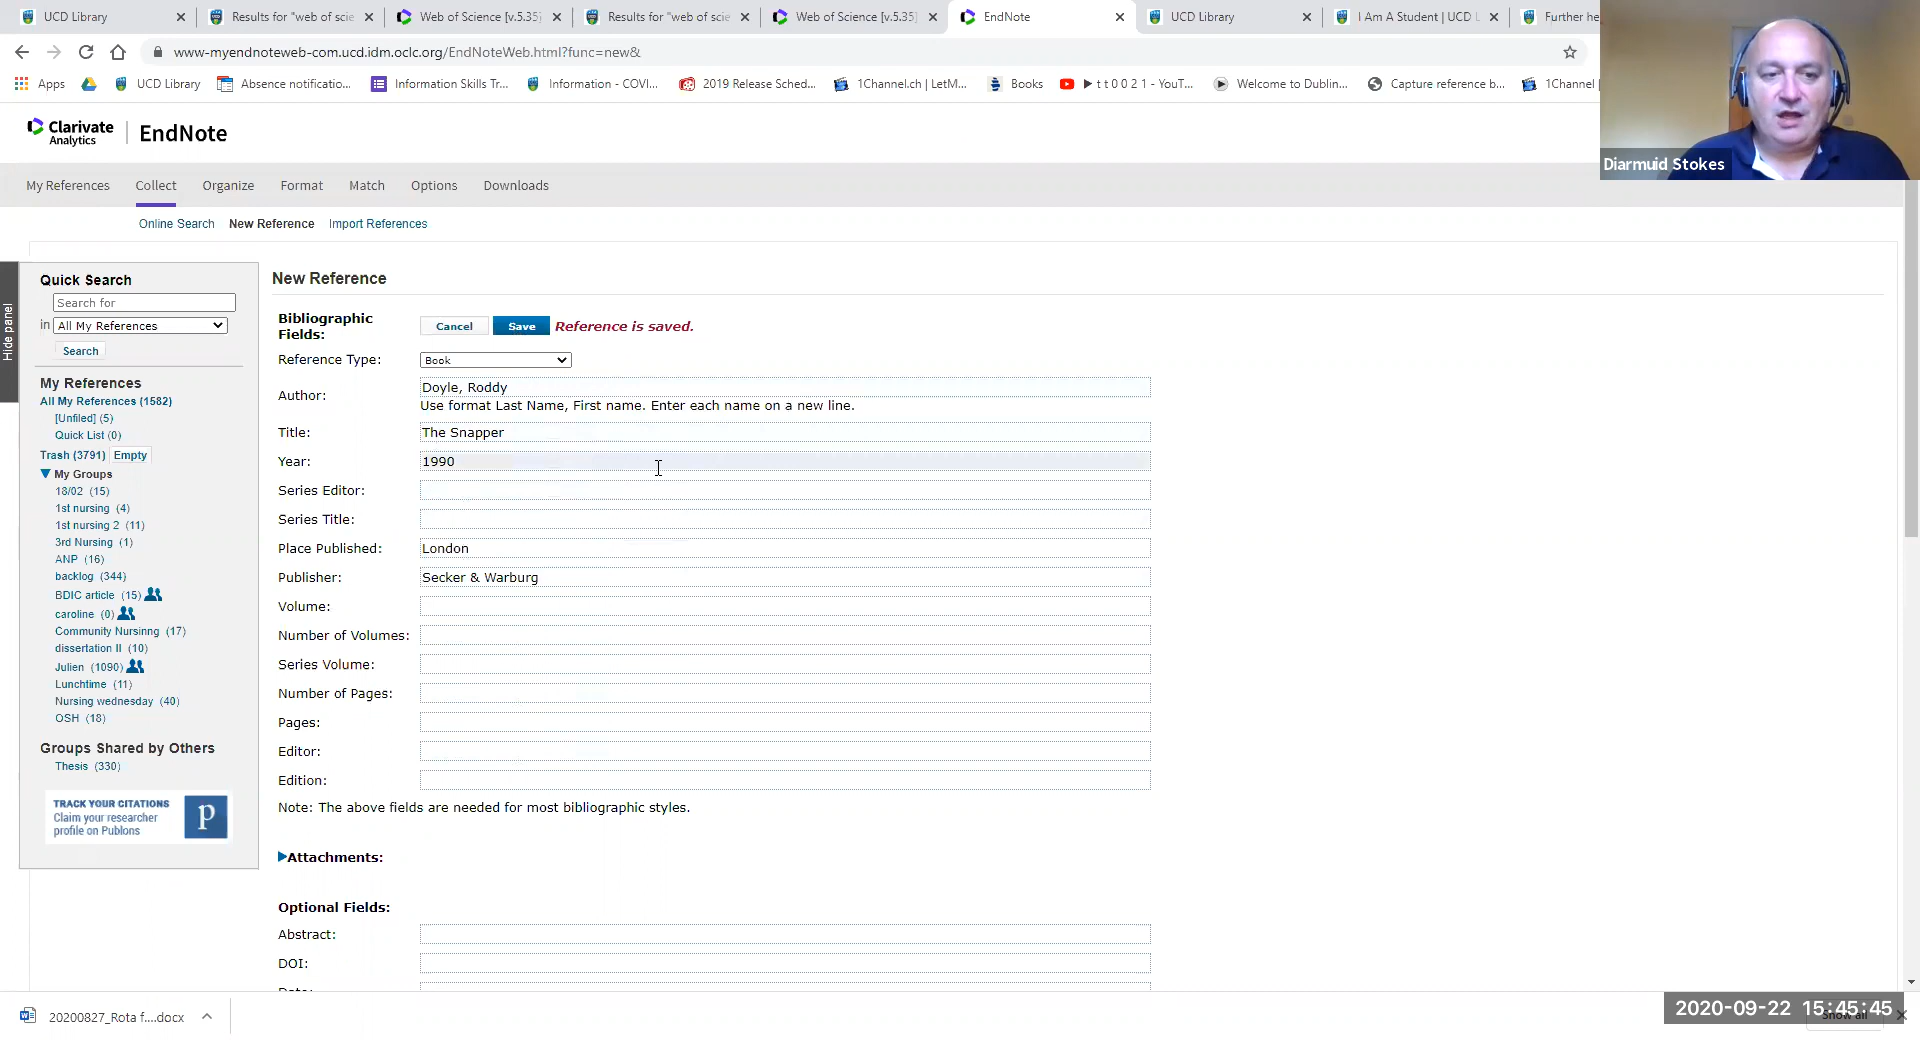 UCD Library
Results for "web of scie
Web of Science [v.5.35]
Results for "web of scie
Web of Science [v.5.35]
EndNote
UCD Library
I Am A Student | UCD L
Further he
www-myendnoteweb-com.ucd.idm.oclc.org/EndNoteWeb.html?func=new&
Apps
UCD Library
Absence notificatio...
Information Skills Tr...
Information - COVI...
2019 Release Sched...
1Channel.ch | LetM...
Books
▶ t t 0 0 2 1 - YouT...
Welcome to Dublin...
Capture reference b...
1Channel
Clarivate
Analytics
EndNote
Diarmuid Stokes
My References
Collect
Organize
Format
Match
Options
Downloads
Online Search
New Reference
Import References
Hide panel
Quick Search
Search for
in All My References
Search
My References
All My References (1582)
[Unfiled] (5)
Quick List (0)
Trash (3791) Empty
My Groups
18/02 (15)
1st nursing (4)
1st nursing 2 (11)
3rd Nursing (1)
ANP (16)
backlog (344)
BDIC article (15)
caroline (0)
Community Nursinng (17)
dissertation II (10)
Julien (1090)
Lunchtime (11)
Nursing wednesday (40)
OSH (18)
Groups Shared by Others
Thesis (330)
TRACK YOUR CITATIONS
Claim your researcher
profile on Publons
p
New Reference
Bibliographic
Fields:
Cancel
Save
Reference is saved.
Reference Type: Book
Author: Doyle, Roddy
Use format Last Name, First name. Enter each name on a new line.
Title: The Snapper
Year: 1990
Series Editor:
Series Title:
Place Published: London
Publisher: Secker & Warburg
Volume:
Number of Volumes:
Series Volume:
Number of Pages:
Pages:
Editor:
Edition:
Note: The above fields are needed for most bibliographic styles.
Attachments:
Optional Fields:
Abstract:
DOI:
20200827_Rota f....docx
2020-09-22 15:45:45
Show all